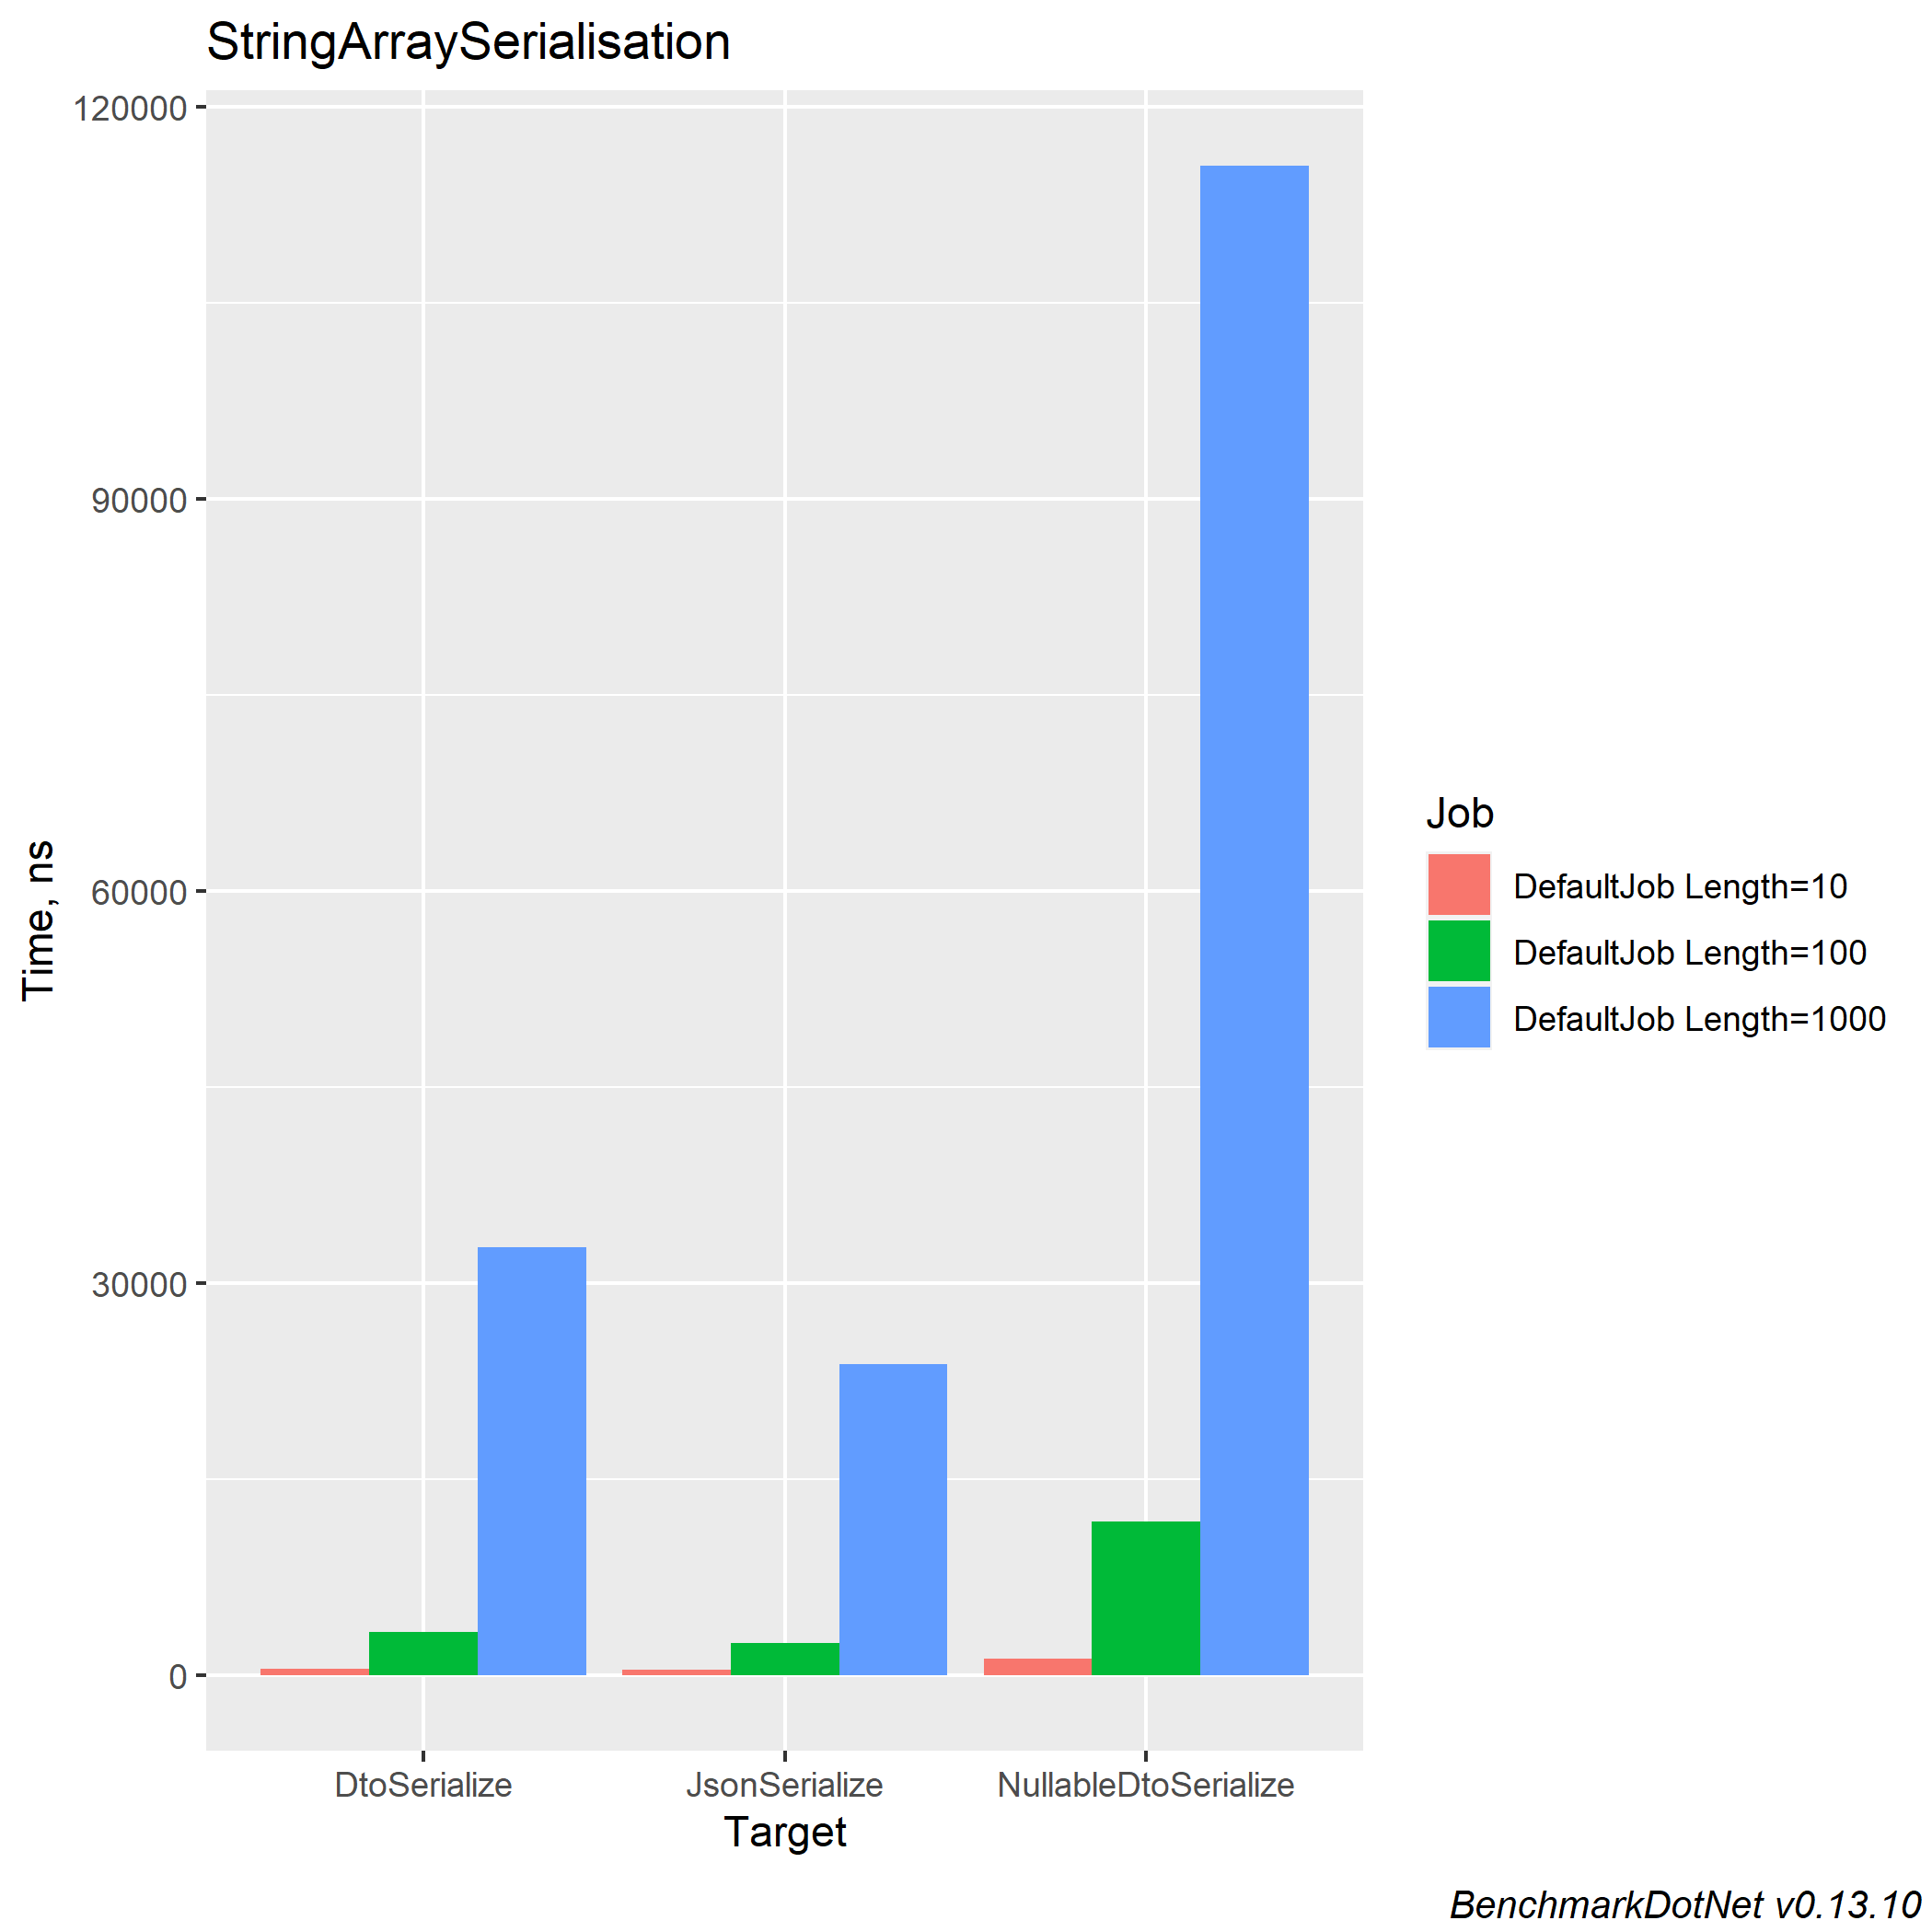 StringArraySerialisation
120000
90000
60000
30000
0
Time, ns
DtoSerialize
JsonSerialize
NullableDtoSerialize
Target
Job
DefaultJob Length=10
DefaultJob Length=100
DefaultJob Length=1000
BenchmarkDotNet v0.13.10